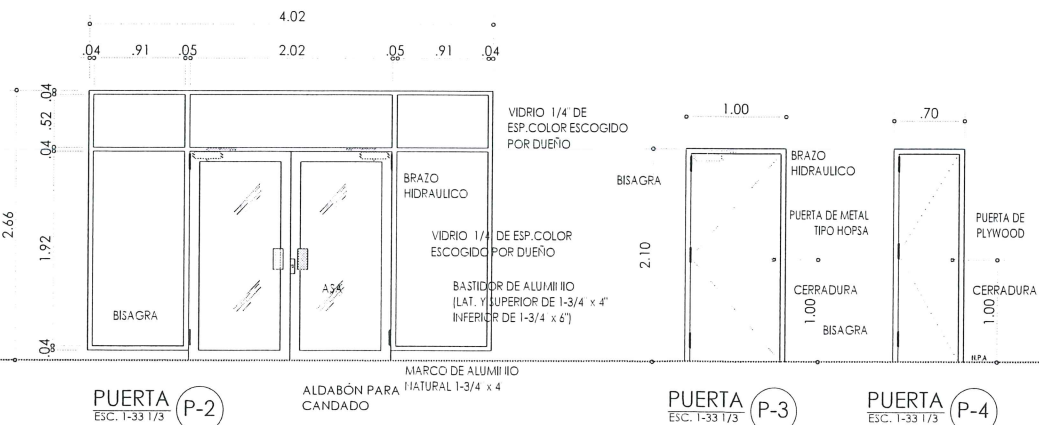 4.02
.04 .91 .05 2.02 .05 .91 .04
.04
.52
.04
2.66
1.92
.04
VIDRIO 1/4" DE
ESP.COLOR ESCOGIDO
POR DUEÑO
BRAZO
HIDRAULICO
VIDRIO 1/4 DE ESP.COLOR
ESCOGIDO POR DUEÑO
ASA
BASTIDOR DE ALUMINIO
(LAT. Y SUPERIOR DE 1-3/4 x 4"
INFERIOR DE 1-3/4 x 6")
BISAGRA
MARCO DE ALUMINIO
NATURAL 1-3/4 x 4
ALDABÓN PARA
CANDADO
PUERTA
ESC. 1-33 1/3
P-2
1.00
BISAGRA
BRAZO
HIDRAULICO
PUERTA DE METAL
TIPO HOPSA
2.10
CERRADURA
1.00
BISAGRA
PUERTA
ESC. 1-33 1/3
P-3
.70
PUERTA DE
PLYWOOD
CERRADURA
1.00
N.P.A
PUERTA
ESC. 1-33 1/3
P-4